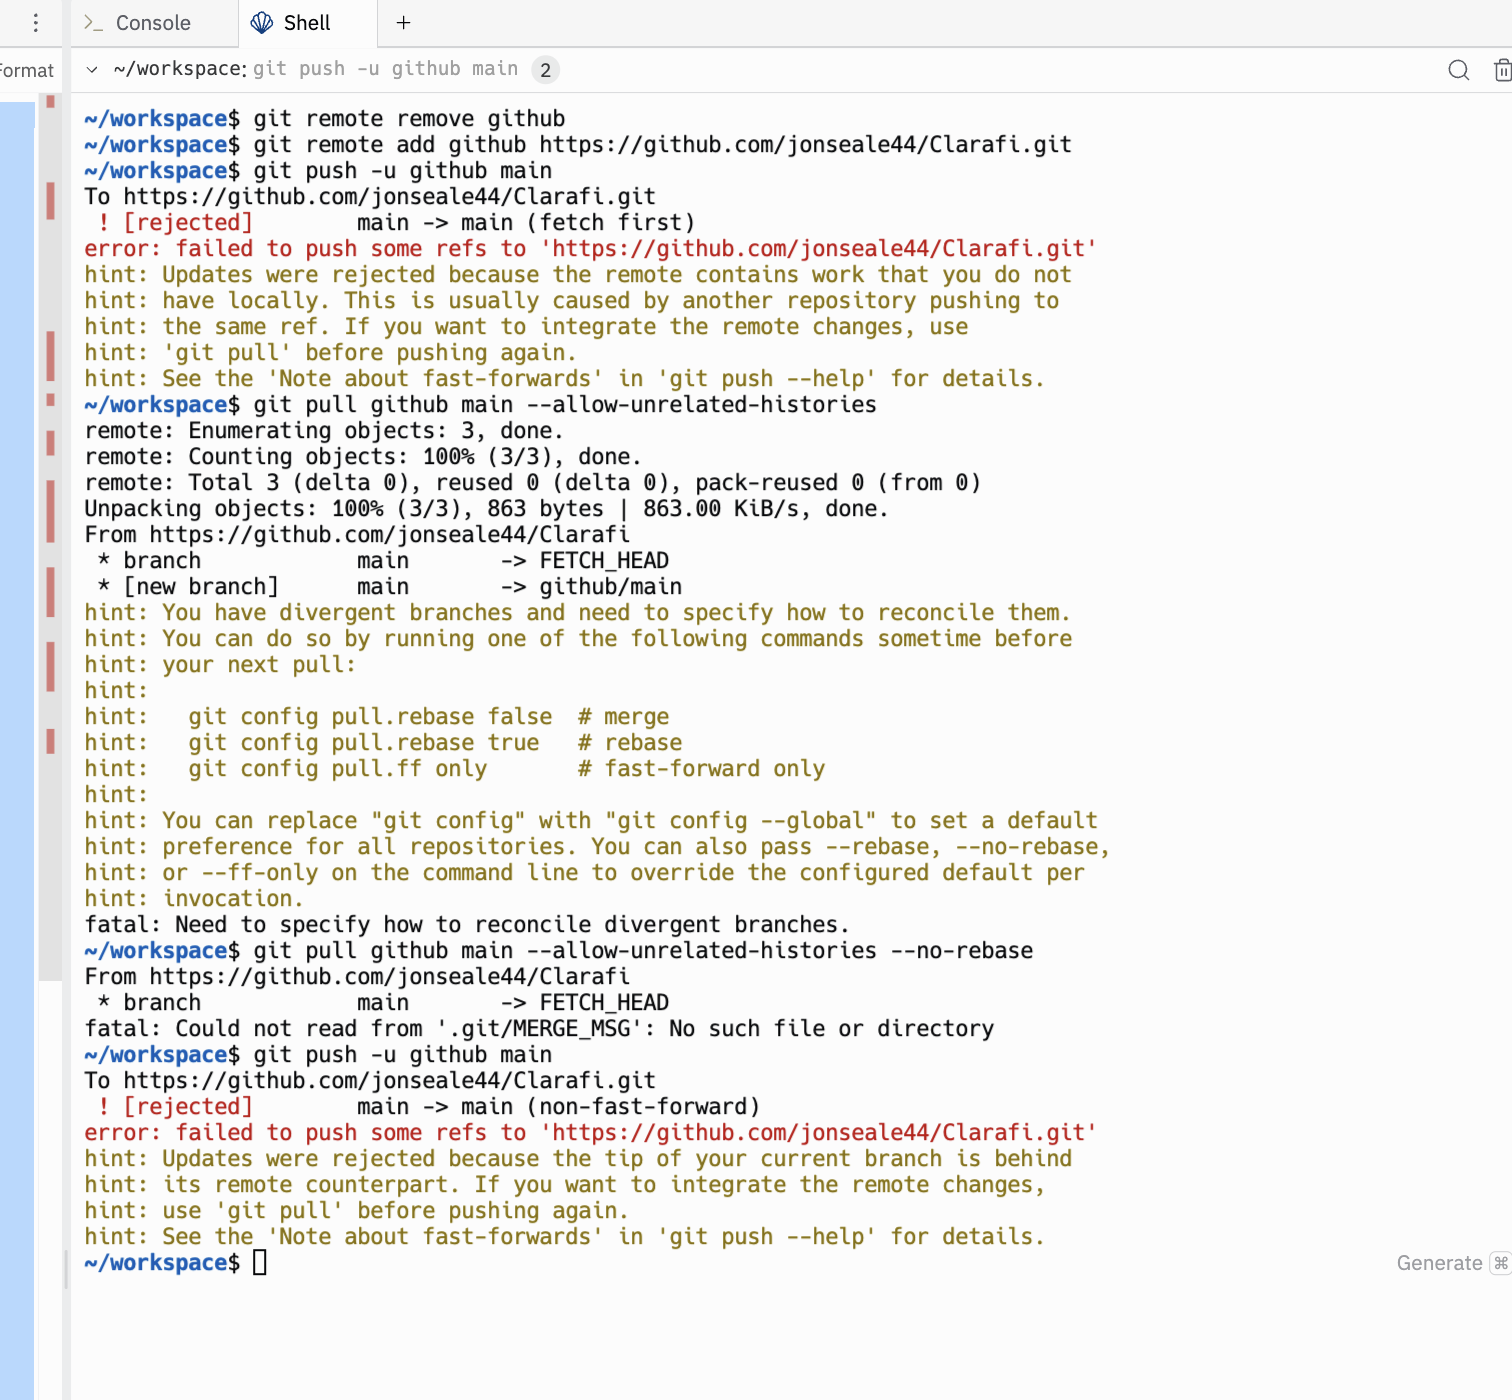 Console
Shell
+
Format
~/workspace: git push -u github main 2
~/workspace$ git remote remove github
~/workspace$ git remote add github https://github.com/jonseale44/Clarafi.git
~/workspace$ git push -u github main
To https://github.com/jonseale44/Clarafi.git
 ! [rejected]        main -> main (fetch first)
error: failed to push some refs to 'https://github.com/jonseale44/Clarafi.git'
hint: Updates were rejected because the remote contains work that you do not
hint: have locally. This is usually caused by another repository pushing to
hint: the same ref. If you want to integrate the remote changes, use
hint: 'git pull' before pushing again.
hint: See the 'Note about fast-forwards' in 'git push --help' for details.
~/workspace$ git pull github main --allow-unrelated-histories
remote: Enumerating objects: 3, done.
remote: Counting objects: 100% (3/3), done.
remote: Total 3 (delta 0), reused 0 (delta 0), pack-reused 0 (from 0)
Unpacking objects: 100% (3/3), 863 bytes | 863.00 KiB/s, done.
From https://github.com/jonseale44/Clarafi
 * branch            main       -> FETCH_HEAD
 * [new branch]      main       -> github/main
hint: You have divergent branches and need to specify how to reconcile them.
hint: You can do so by running one of the following commands sometime before
hint: your next pull:
hint:
hint:   git config pull.rebase false  # merge
hint:   git config pull.rebase true   # rebase
hint:   git config pull.ff only       # fast-forward only
hint:
hint: You can replace "git config" with "git config --global" to set a default
hint: preference for all repositories. You can also pass --rebase, --no-rebase,
hint: or --ff-only on the command line to override the configured default per
hint: invocation.
fatal: Need to specify how to reconcile divergent branches.
~/workspace$ git pull github main --allow-unrelated-histories --no-rebase
From https://github.com/jonseale44/Clarafi
 * branch            main       -> FETCH_HEAD
fatal: Could not read from '.git/MERGE_MSG': No such file or directory
~/workspace$ git push -u github main
To https://github.com/jonseale44/Clarafi.git
 ! [rejected]        main -> main (non-fast-forward)
error: failed to push some refs to 'https://github.com/jonseale44/Clarafi.git'
hint: Updates were rejected because the tip of your current branch is behind
hint: its remote counterpart. If you want to integrate the remote changes,
hint: use 'git pull' before pushing again.
hint: See the 'Note about fast-forwards' in 'git push --help' for details.
~/workspace$
Generate ⌘